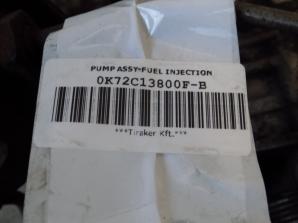 PUMP ASSY-FUEL INJECTION
0K72C13800F-B
***Tiraker Kft.***